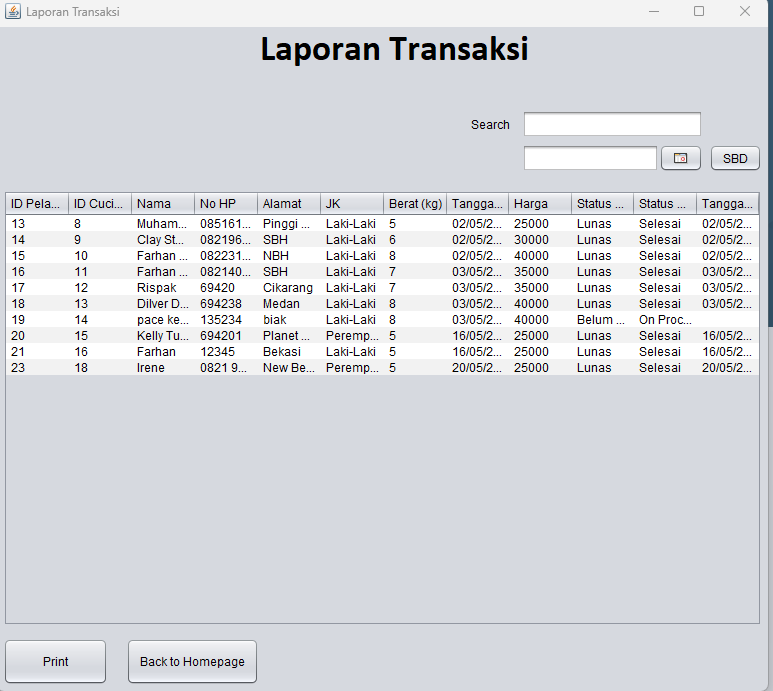 Laporan Transaksi
Laporan Transaksi
Search
SBD
ID Pela... ID Cuci... Nama No HP Alamat JK Berat (kg) Tangga... Harga Status ... Status ... Tangga...
13 8 Muham... 085161... Pinggi ... Laki-Laki 5 02/05/2... 25000 Lunas Selesai 02/05/2...
14 9 Clay St... 082196... SBH Laki-Laki 6 02/05/2... 30000 Lunas Selesai 02/05/2...
15 10 Farhan ... 082231... NBH Laki-Laki 8 02/05/2... 40000 Lunas Selesai 02/05/2...
16 11 Farhan ... 082140... SBH Laki-Laki 7 03/05/2... 35000 Lunas Selesai 03/05/2...
17 12 Rispak 69420 Cikarang Laki-Laki 7 03/05/2... 35000 Lunas Selesai 03/05/2...
18 13 Dilver D... 694238 Medan Laki-Laki 8 03/05/2... 40000 Lunas Selesai 03/05/2...
19 14 pace ke... 135234 biak Laki-Laki 8 03/05/2... 40000 Belum ... On Proc...
20 15 Kelly Tu... 694201 Planet ... Peremp... 5 16/05/2... 25000 Lunas Selesai 16/05/2...
21 16 Farhan 12345 Bekasi Laki-Laki 5 16/05/2... 25000 Lunas Selesai 16/05/2...
23 18 Irene 0821 9... New Be... Peremp... 5 20/05/2... 25000 Lunas Selesai 20/05/2...
Print Back to Homepage